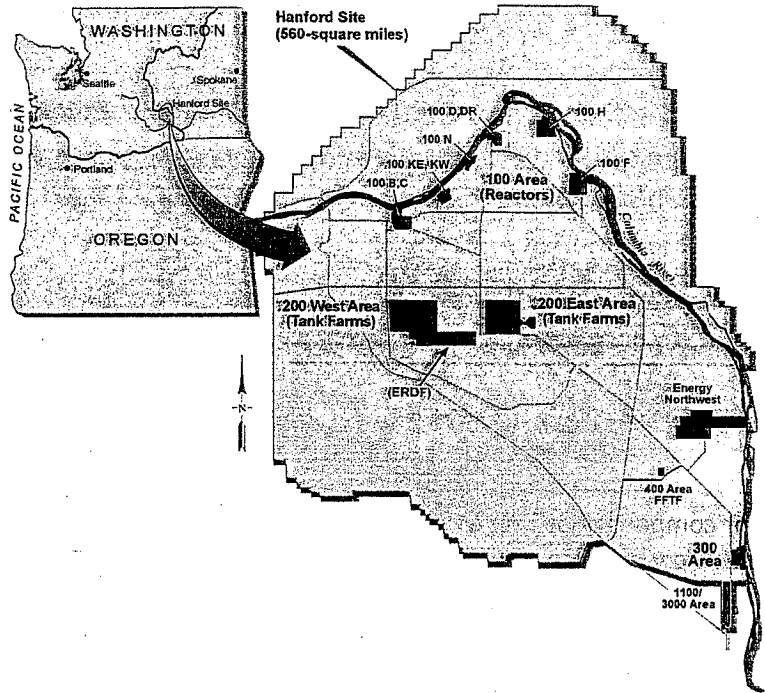 Hanford Site
(560-square miles)
WASHINGTON
Seattle
Spokane
Hanford Site
PACIFIC OCEAN
Portland
OREGON
100 D,DR
100 H
100 N
100 KE/KW
100 F
100 B,C
100 Area
(Reactors)
Columbia River
200 West Area
(Tank Farms)
200 East Area
(Tank Farms)
(ERDF)
N
Energy
Northwest
400 Area
FFTF
300
Area
1100/
3000 Area